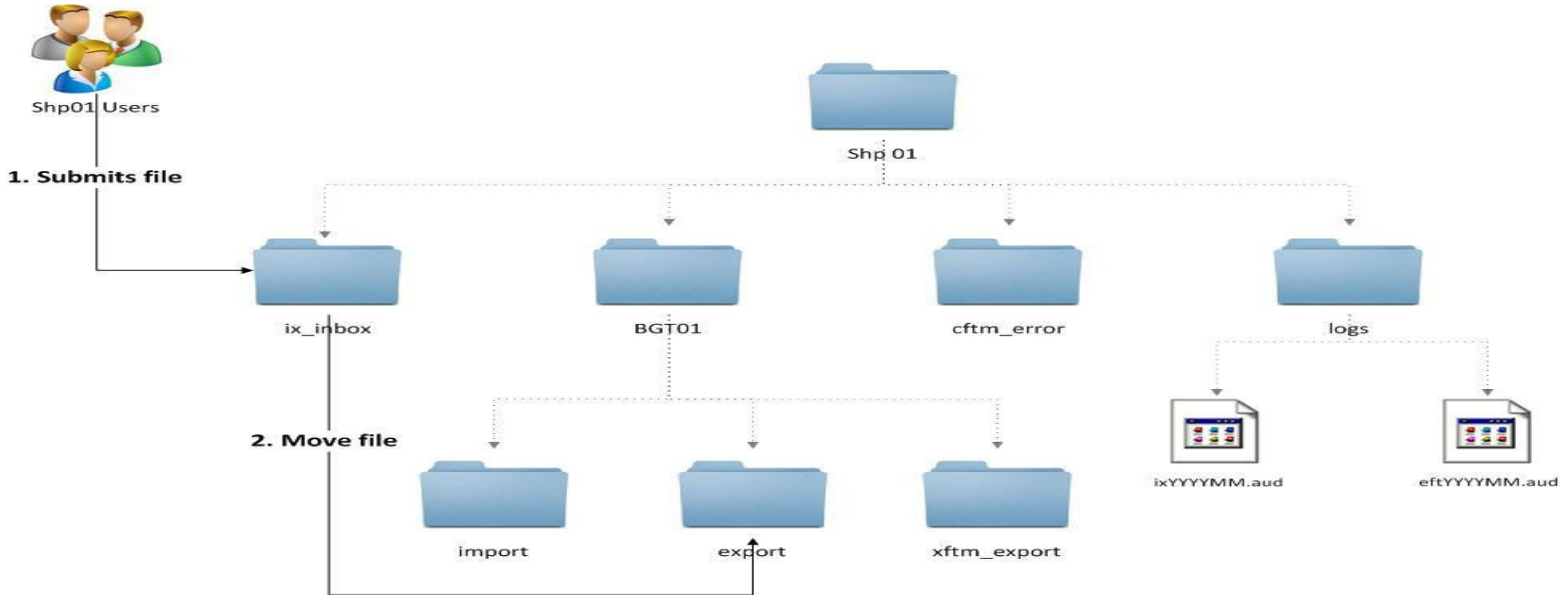 Shp01 Users
Shp 01
1. Submits file
ix_inbox
BGT01
cftm_error
logs
2. Move file
import
export
xftm_export
ixYYYYMM.aud
eftYYYYMM.aud